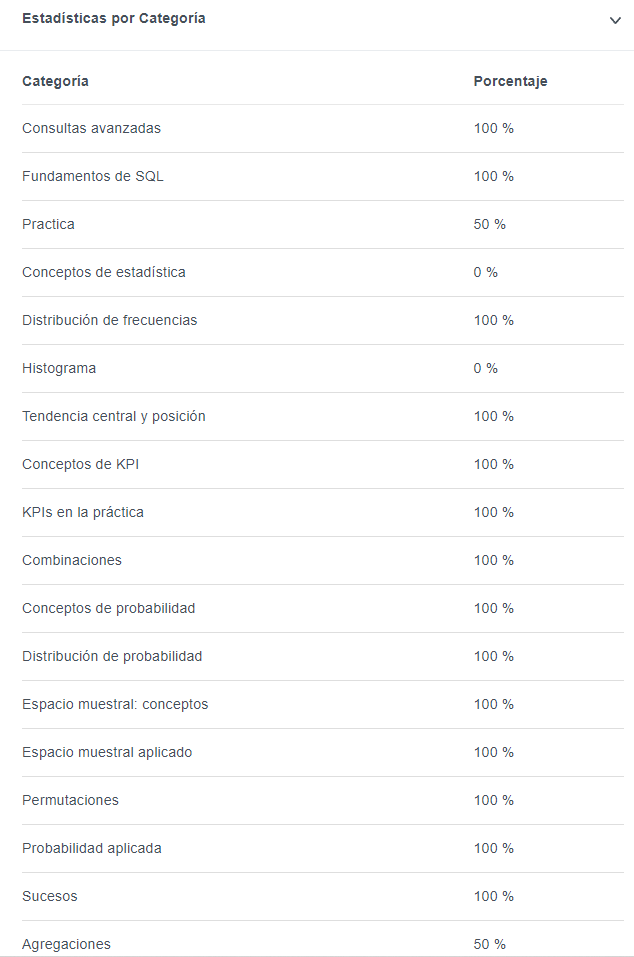 Estadísticas por Categoría
Categoría Porcentaje
Consultas avanzadas 100 %
Fundamentos de SQL 100 %
Practica 50 %
Conceptos de estadística 0 %
Distribución de frecuencias 100 %
Histograma 0 %
Tendencia central y posición 100 %
Conceptos de KPI 100 %
KPIs en la práctica 100 %
Combinaciones 100 %
Conceptos de probabilidad 100 %
Distribución de probabilidad 100 %
Espacio muestral: conceptos 100 %
Espacio muestral aplicado 100 %
Permutaciones 100 %
Probabilidad aplicada 100 %
Sucesos 100 %
Agregaciones 50 %